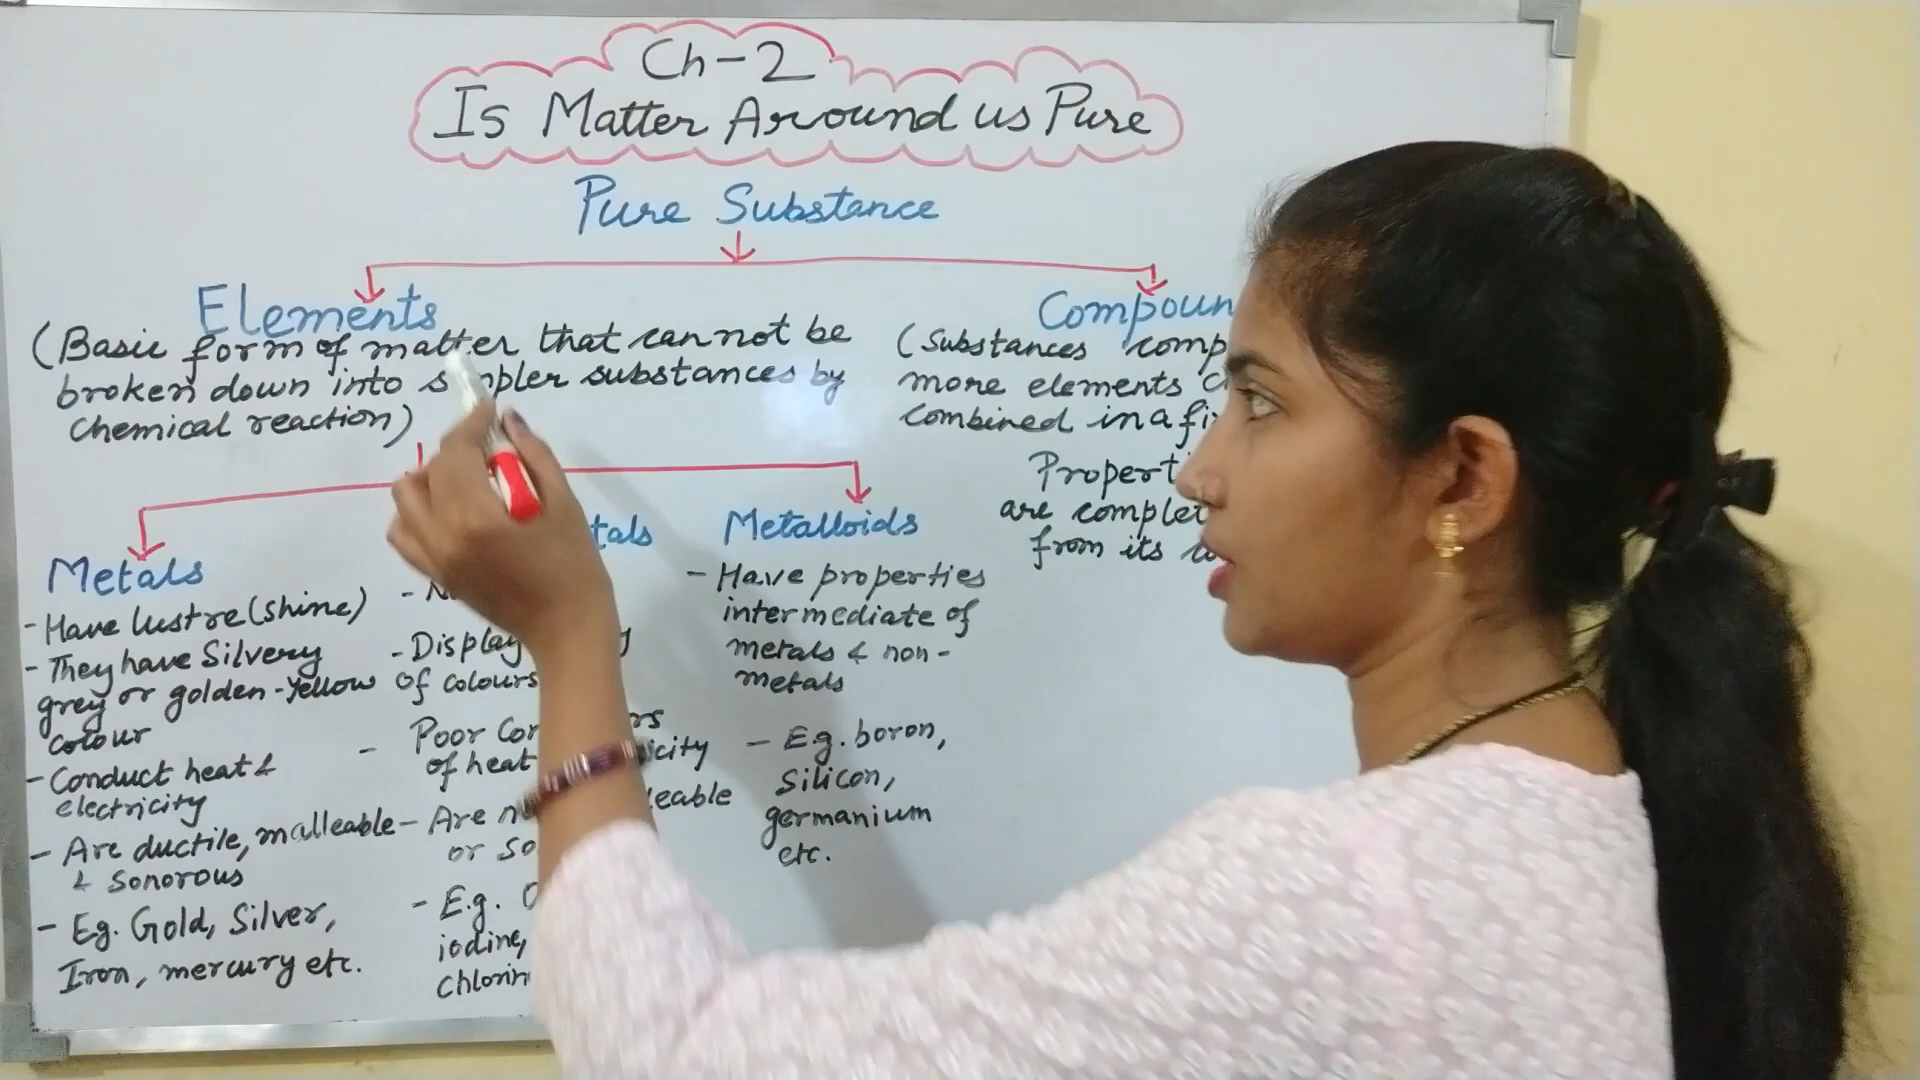 Ch-2
Is Matter Around us Pure
Pure Substance
Elements
(Basic form of matter that can not be
broken down into simpler substances by
chemical reaction)
Metals
- Have lustre (shine)
- They have Silvery
grey or golden-yellow
colour
- Conduct heat &
electricity
- Are ductile, malleable
& sonorous
- Eg. Gold, Silver,
Iron, mercury etc.
- Display
of colours
- Poor
of heat
- Are
or
- E.g.
iodine,
Metalloids
- Have properties
intermediate of
metals & non-
metals
- E.g. boron,
Silicon,
germanium
etc.
(Substances
more elements
combined in a
are
from its